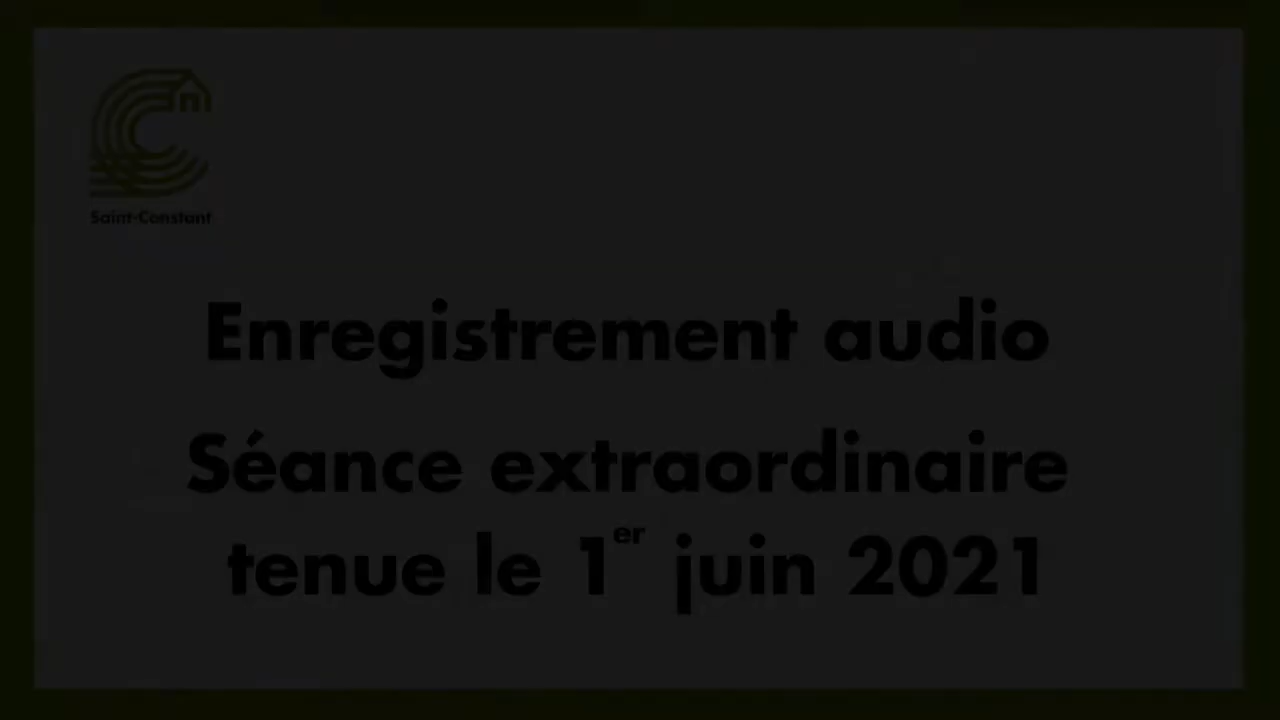 Saint-Constant
Enregistrement audio
Séance extraordinaire
tenue le 1er juin 2021